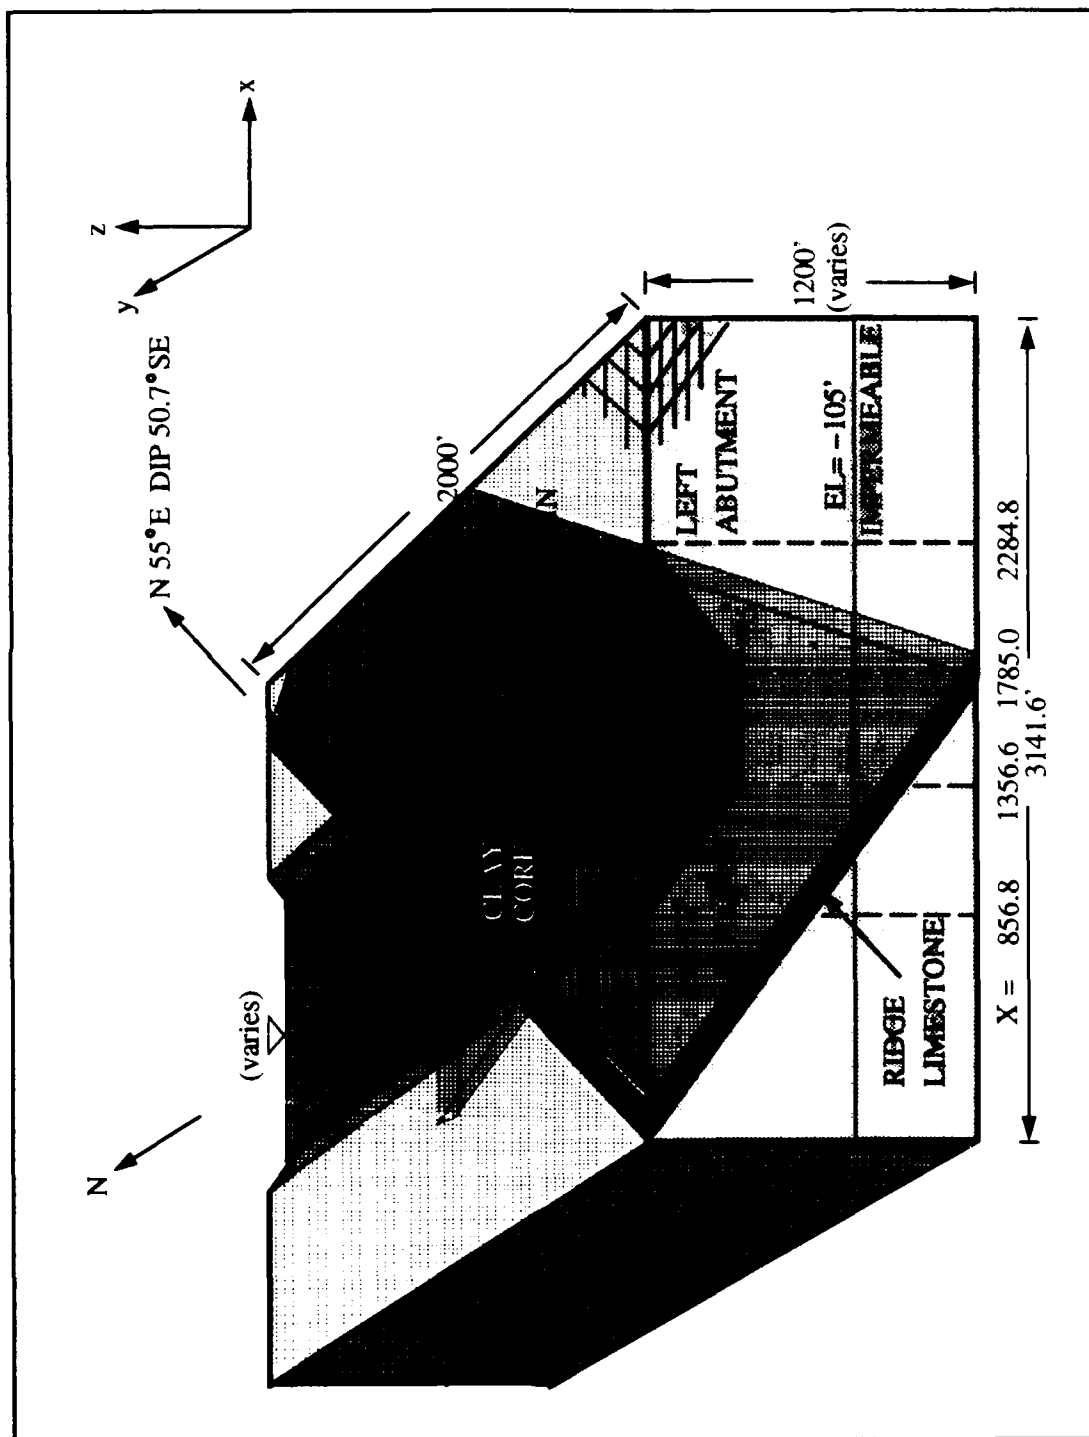 x
z
y
N 55°E DIP 50.7°SE
N
(varies)
2000'
N
CLAY
CORE
1200'
(varies)
LEFT
ABUTMENT
EL= -105'
IMPERMEABLE
RIDGE
LIMESTONE
X = 856.8 1356.6 1785.0 2284.8
3141.6'